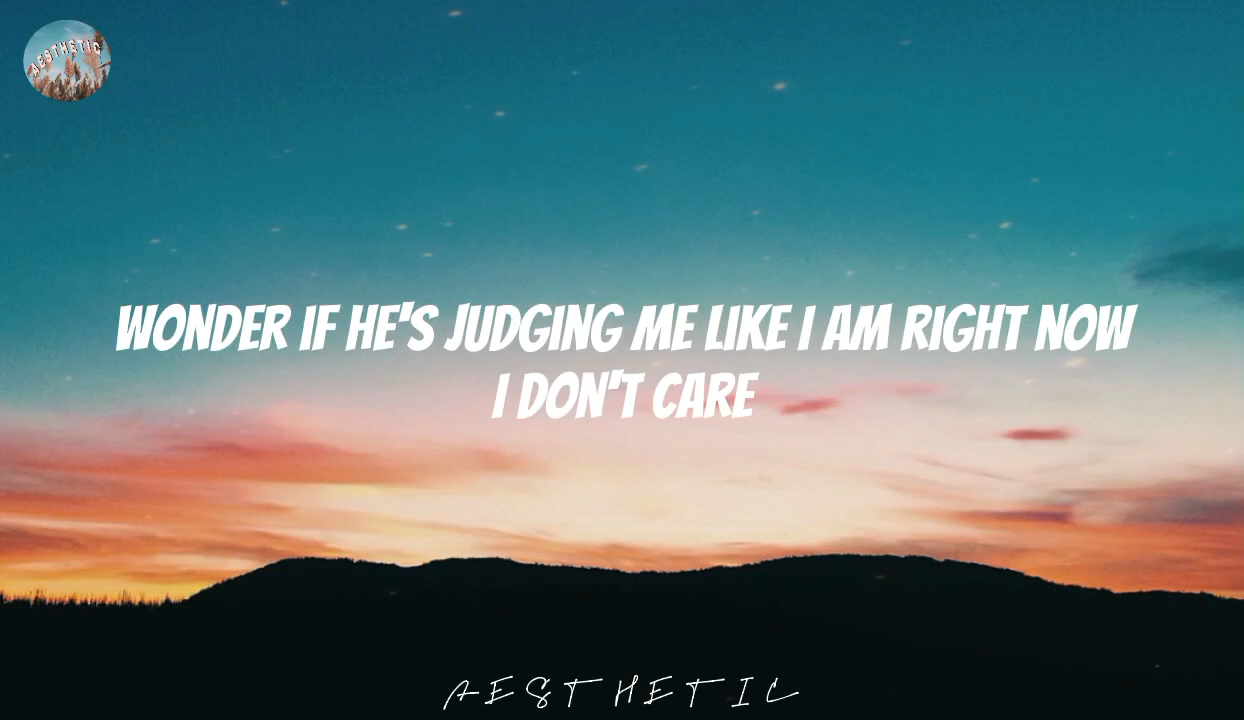 AESTHETIC
WONDER IF HE'S JUDGING ME LIKE I AM RIGHT NOW
I DON'T CARE
AESTHETIC